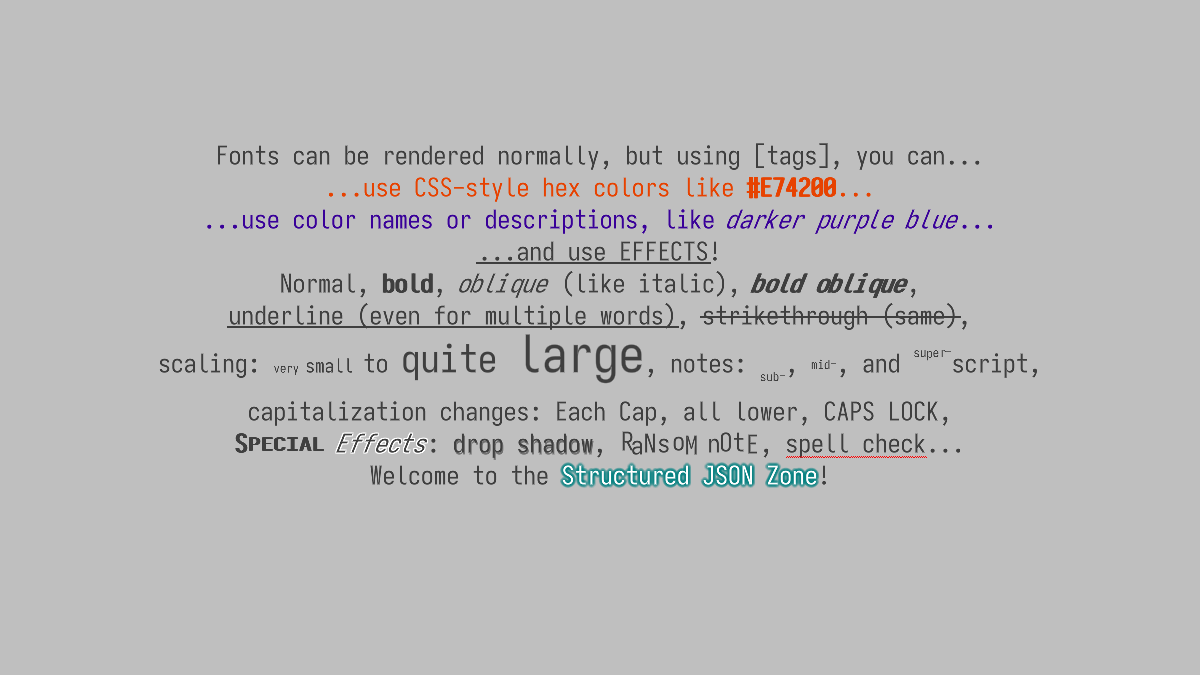 Fonts can be rendered normally, but using [tags], you can...
...use CSS-style hex colors like #E74200...
...use color names or descriptions, like darker purple blue...
...and use EFFECTS!
Normal, bold, oblique (like italic), bold oblique,
underline (even for multiple words), strikethrough (same),
scaling: very small to quite large, notes: sub-, mid-, and super-script,
capitalization changes: Each Cap, all lower, CAPS LOCK,
SPECIAL Effects: drop shadow, RaNsoM nOtE, spell check...
Welcome to the Structured JSON Zone!